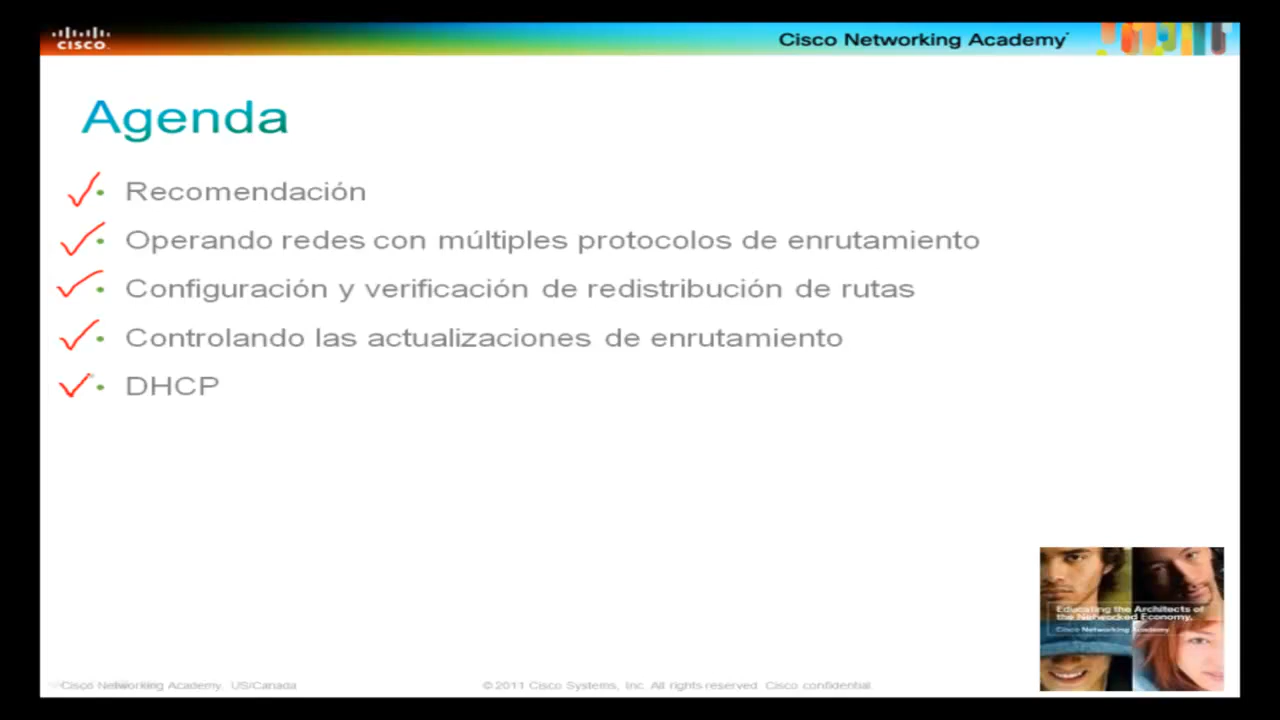 CISCO.
Cisco Networking Academy
Agenda
• Recomendación
• Operando redes con múltiples protocolos de enrutamiento
• Configuración y verificación de redistribución de rutas
• Controlando las actualizaciones de enrutamiento
• DHCP
Educating the Architects of
the Networked Economy.
Cisco Networking Academy
Cisco Networking Academy. US/Canada
©2011 Cisco Systems, Inc. All rights reserved. Cisco confidential